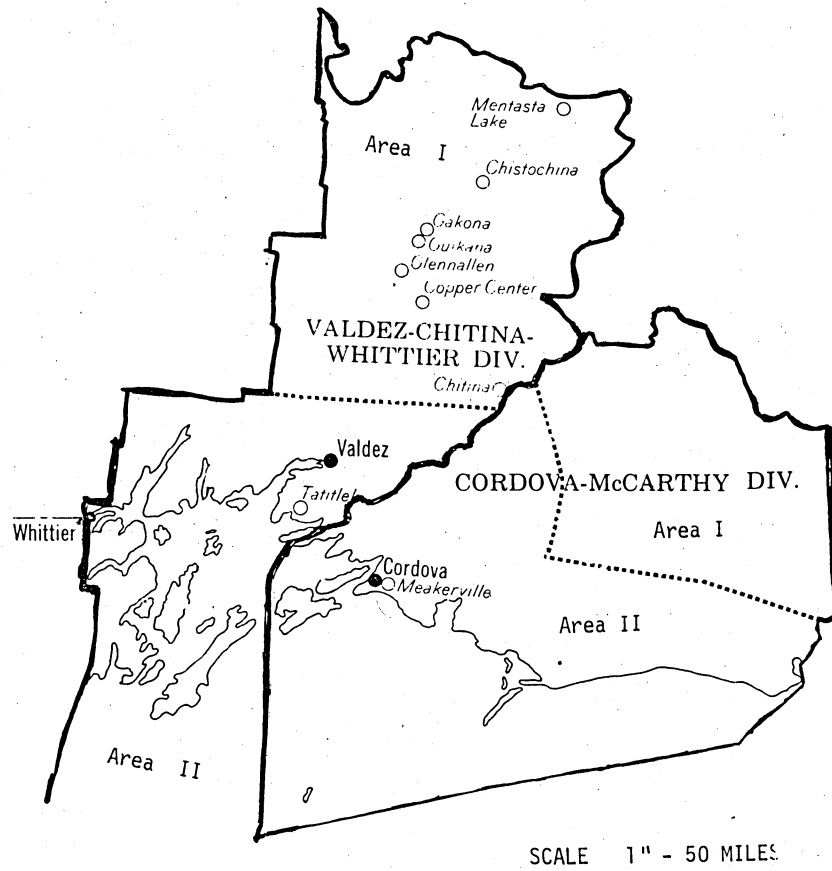 Mentasta
Lake
Area I
Chistochina
Gakona
Gulkana
Glennallen
Copper Center
VALDEZ-CHITINA-
WHITTIER DIV.
Chitina
Valdez
CORDOVA-McCARTHY DIV.
Tatitlek
Area I
Whittier
Cordova
Meakerville
Area II
Area II
SCALE 1" - 50 MILES